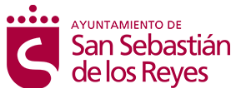 AYUNTAMIENTO DE
San Sebastián
de los Reyes